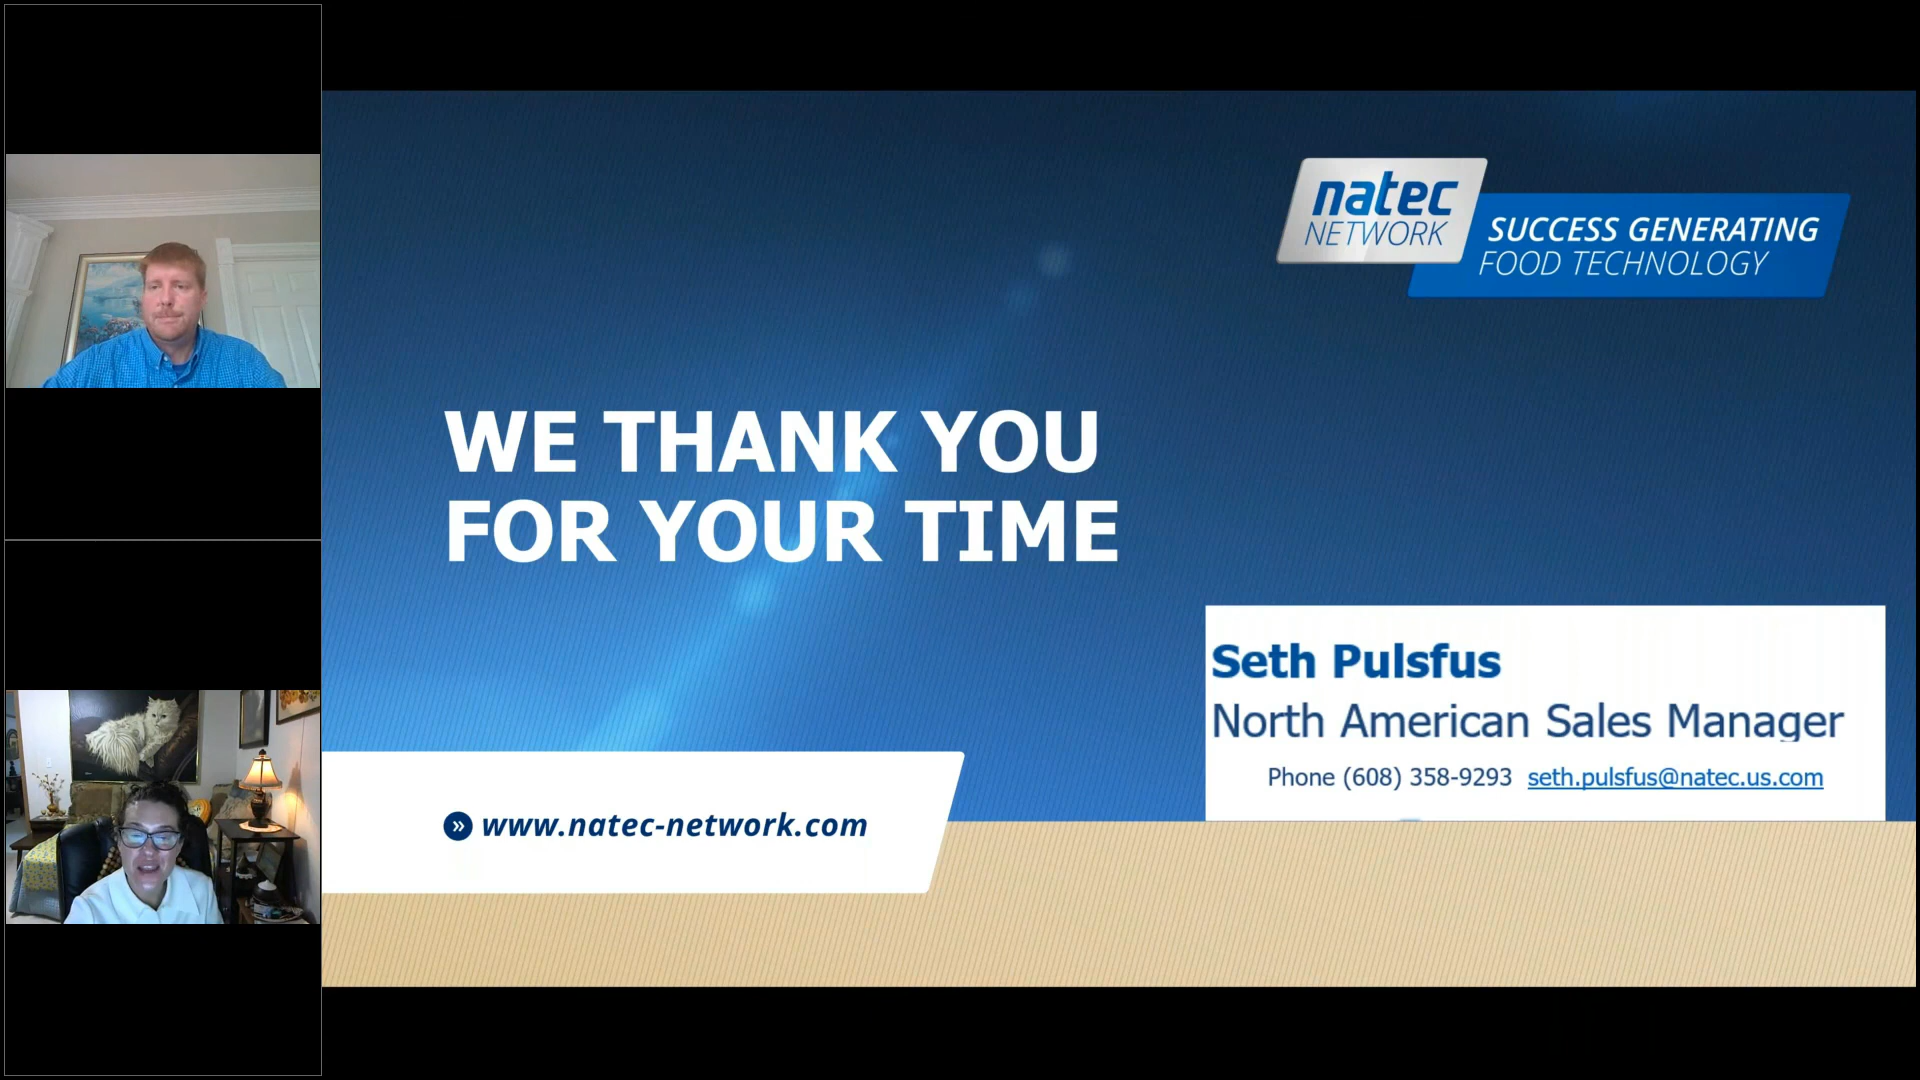 natec
NETWORK
SUCCESS GENERATING
FOOD TECHNOLOGY
WE THANK YOU
FOR YOUR TIME
Seth Pulsfus
North American Sales Manager
Phone (608) 358-9293 seth.pulsfus@natec.us.com
www.natec-network.com